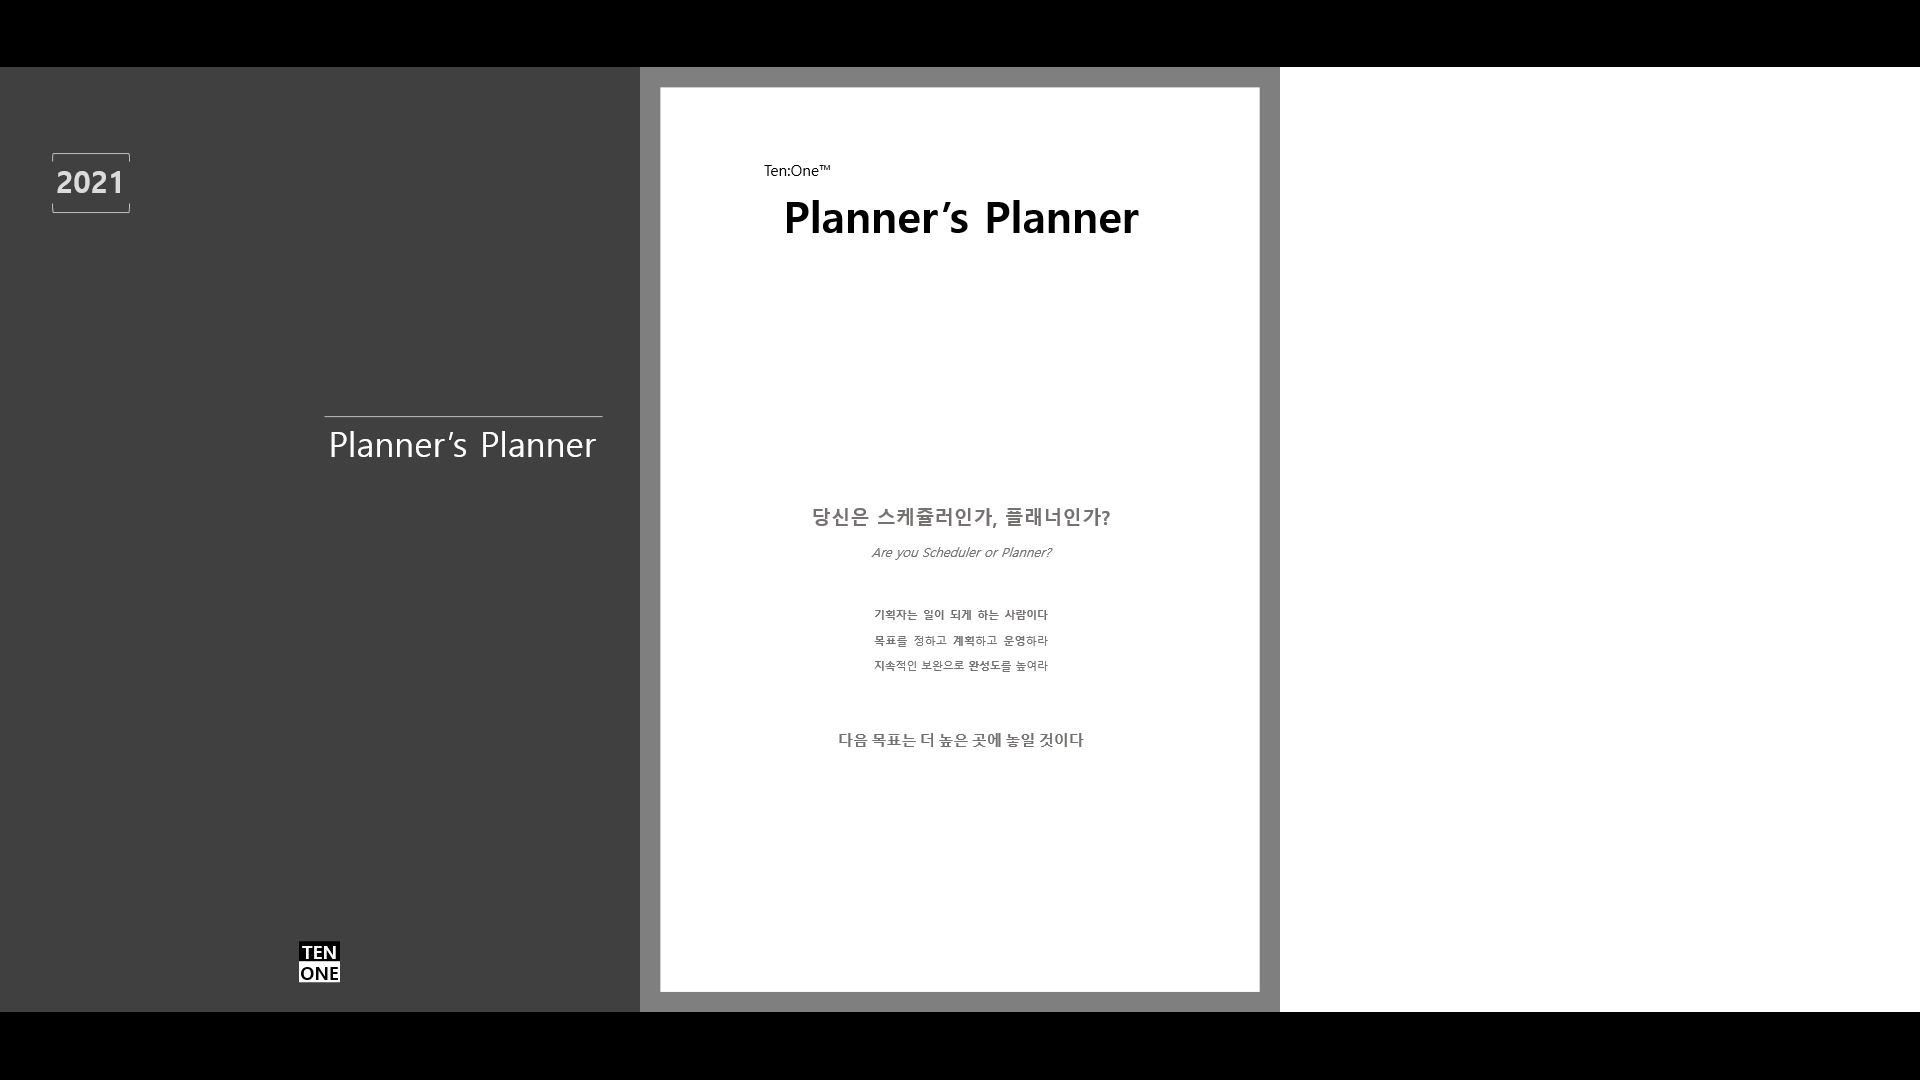 2021
Planner’s Planner
TEN
ONE
Ten:One™
Planner’s Planner
당신은 스케쥴러인가, 플래너인가?
Are you Scheduler or Planner?
기획자는 일이 되게 하는 사람이다
목표를 정하고 계획하고 운영하라
지속적인 보완으로 완성도를 높여라
다음 목표는 더 높은 곳에 놓일 것이다